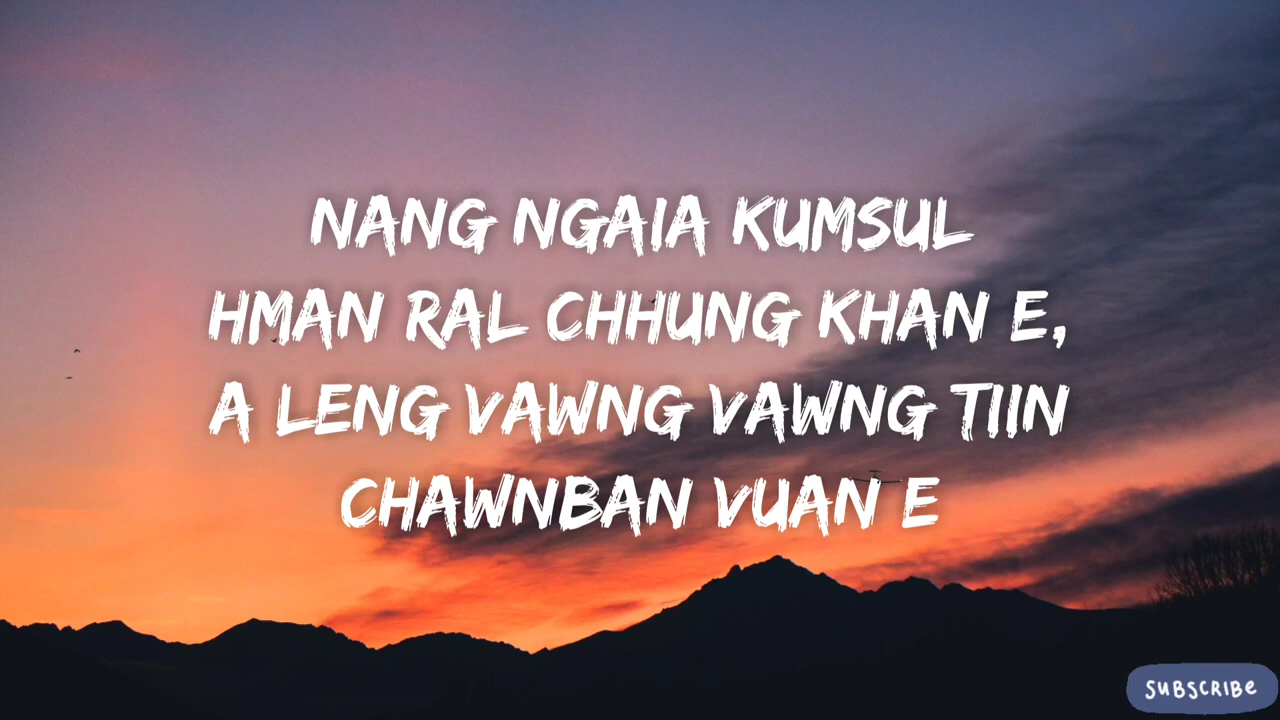 NANG NGAIA KUMSUL
HMAN RAL CHHUNG KHAN E,
A LENG VAWNG VAWNG TIIN
CHAWNBAN VUAN E
SUBSCRIBE